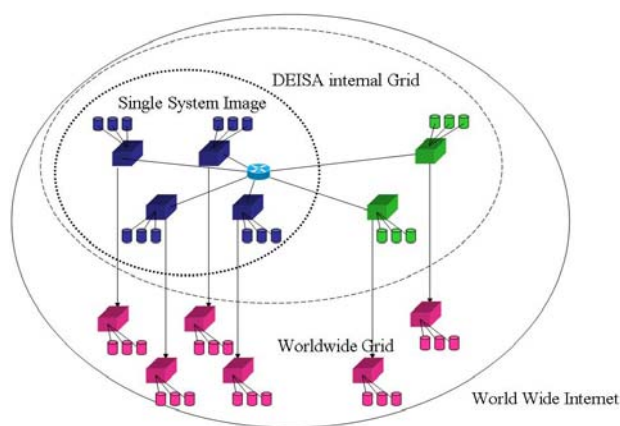 DEISA internal Grid
Single System Image
Worldwide Grid
World Wide Internet